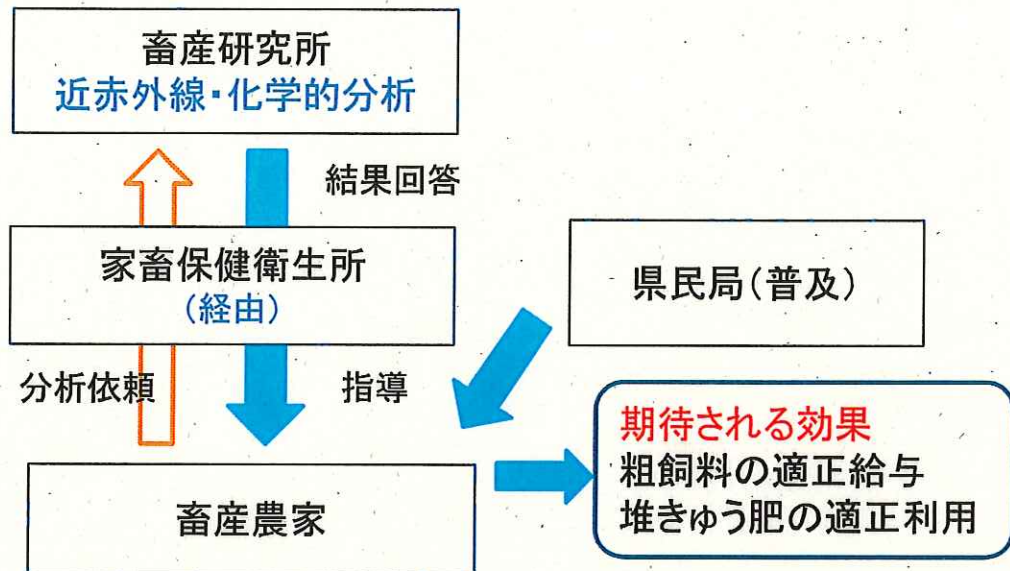 畜産研究所
近赤外線・化学的分析
結果回答
家畜保健衛生所
(経由)
県民局(普及)
分析依頼
指導
期待される効果
粗飼料の適正給与
堆きゅう肥の適正利用
畜産農家